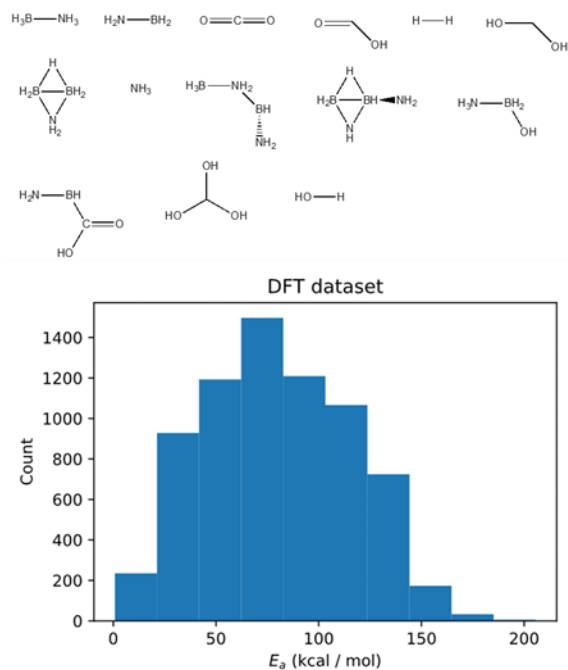 H₃B NH₃ H₂N BH₂ O C O O OH H H HO OH
H H₂B BH₂ N H₂
NH₃
H₃B NH₂ BH NH₂
H H₂B BH NH₂ N H
H₃N BH₂ OH
H₂N BH C O HO
OH HO OH
HO H
DFT dataset
1400
1200
1000
800
600
400
200
0
Count
0 50 100 150 200
Eₐ (kcal / mol)